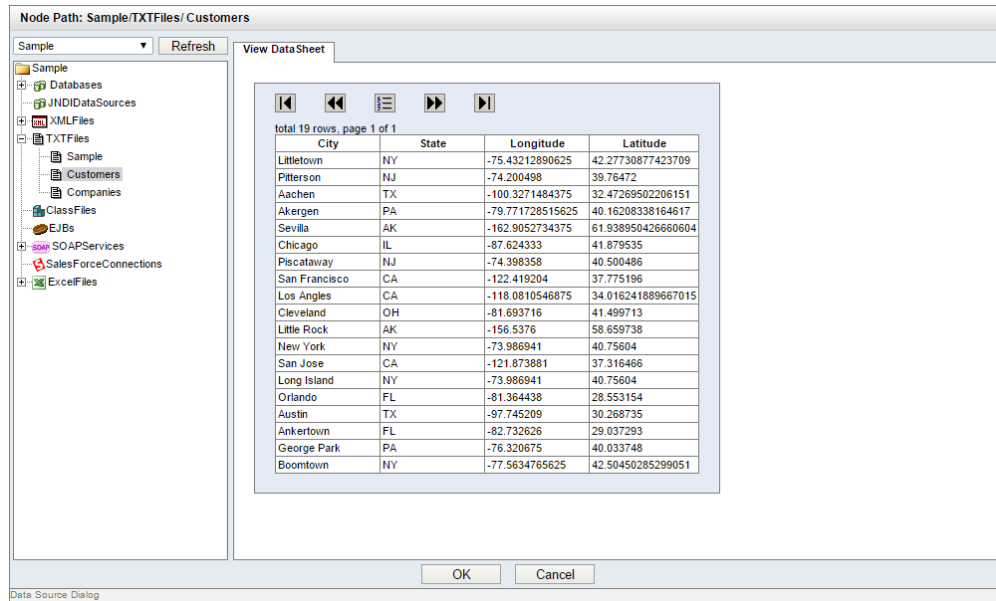 Node Path: Sample/TXTFiles/ Customers
Sample
Refresh
View DataSheet
Sample
Databases
JNDIDataSources
XML XMLFiles
TXTFiles
Sample
Customers
Companies
ClassFiles
EJBs
SOAP SOAPServices
SalesForceConnections
ExcelFiles
total 19 rows, page 1 of 1
City State Longitude Latitude
Littletown NY -75.43212890625 42.27730877423709
Pitterson NJ -74.200498 39.76472
Aachen TX -100.3271484375 32.47269502206151
Akergen PA -79.771728515625 40.16208338164617
Sevilla AK -162.9052734375 61.938950426660604
Chicago IL -87.624333 41.879535
Piscataway NJ -74.398358 40.500486
San Francisco CA -122.419204 37.775196
Los Angles CA -118.0810546875 34.016241889667015
Cleveland OH -81.693716 41.499713
Little Rock AK -156.5376 58.659738
New York NY -73.986941 40.75604
San Jose CA -121.873881 37.316466
Long Island NY -73.986941 40.75604
Orlando FL -81.364438 28.553154
Austin TX -97.745209 30.268735
Ankertown FL -82.732626 29.037293
George Park PA -76.320675 40.033748
Boomtown NY -77.5634765625 42.50450285299051
OK Cancel
Data Source Dialog